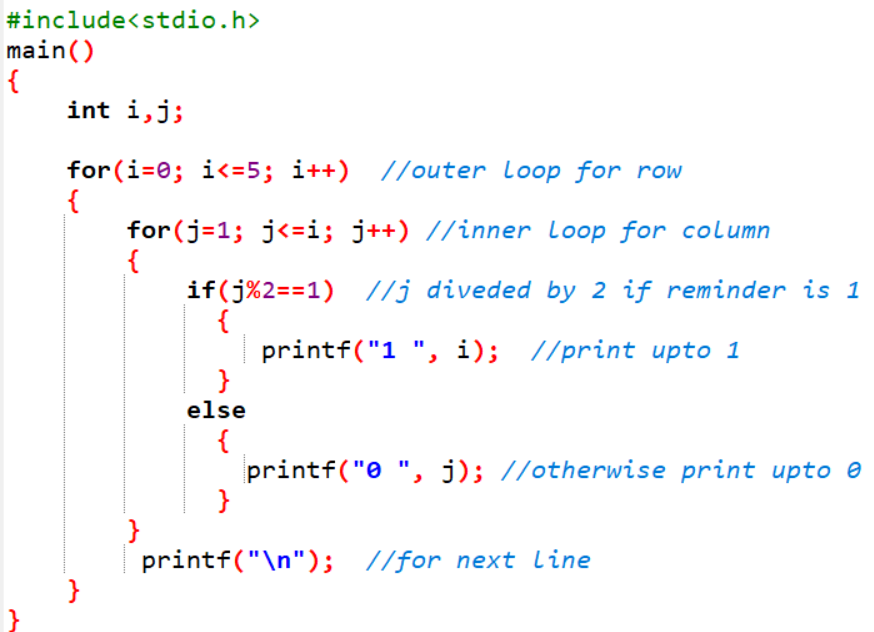 #include<stdio.h>
main()
{
    int i,j;

    for(i=0; i<=5; i++)  //outer loop for row
    {
        for(j=1; j<=i; j++) //inner loop for column
        {
            if(j%2==1)  //j diveded by 2 if reminder is 1
              {
                 printf("1 ", i);  //print upto 1
              }
            else
              {
                printf("0 ", j); //otherwise print upto 0
              }
        }
         printf("\n");  //for next line
    }
}